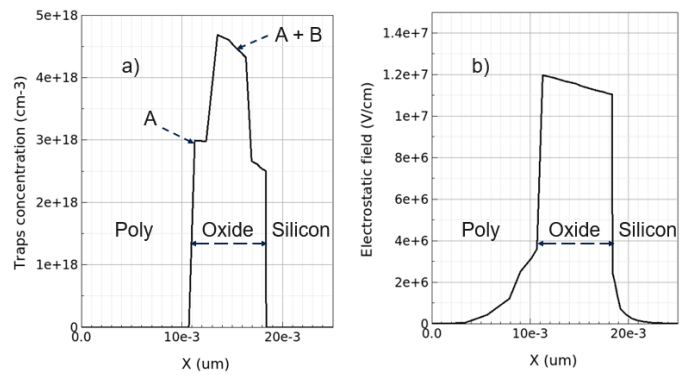 5e+18
4e+18
3e+18
2e+18
1e+18
0
0.0
10e-3
20e-3
X (um)
Traps concentration (cm-3)
a)
A + B
A
Poly
Oxide
Silicon
1.4e+7
1.2e+7
1e+7
8e+6
6e+6
4e+6
2e+6
0.0
0.0
10e-3
20e-3
X (um)
Electrostatic field (V/cm)
b)
Poly
Oxide
Silicon